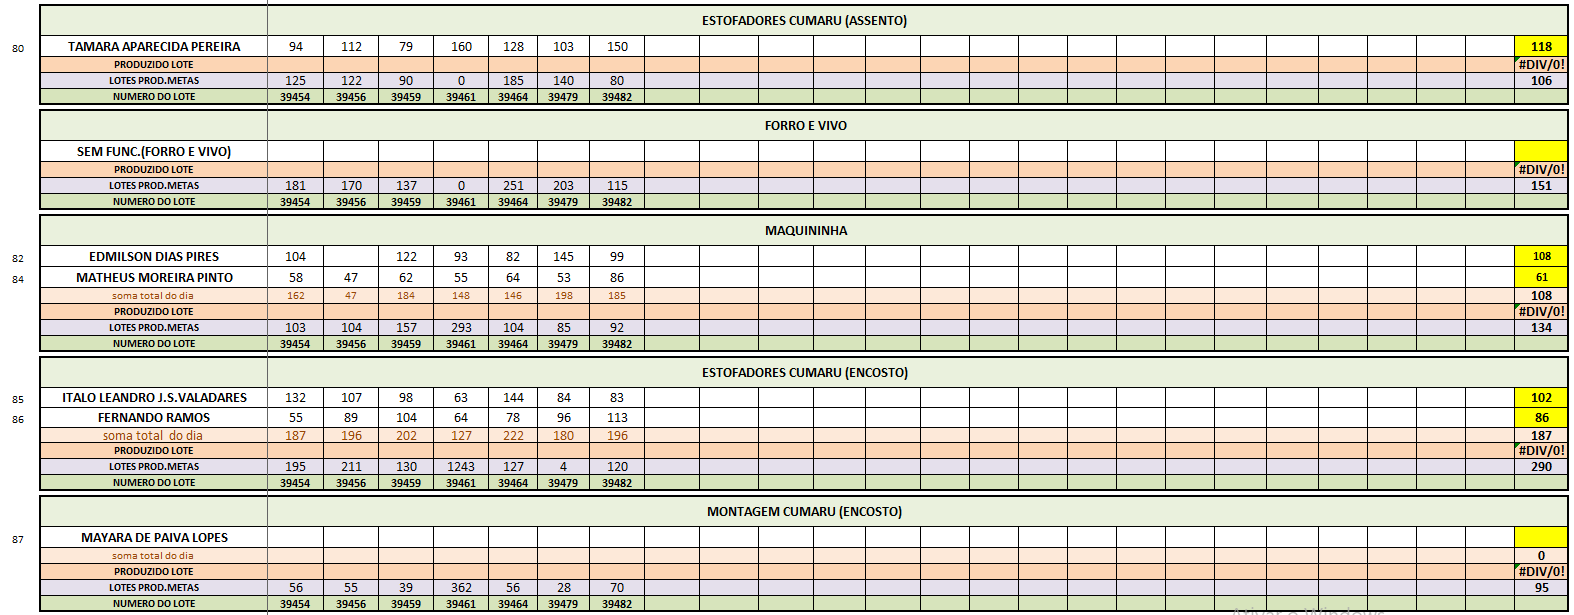 ESTOFADORES CUMARU (ASSENTO)
80 TAMARA APARECIDA PEREIRA 94 112 79 160 128 103 150 118
PRODUZIDO LOTE #DIV/0!
LOTES PROD.METAS 125 122 90 0 185 140 80 106
NUMERO DO LOTE 39454 39456 39459 39461 39464 39479 39482
FORRO E VIVO
SEM FUNC.(FORRO E VIVO)
PRODUZIDO LOTE #DIV/0!
LOTES PROD.METAS 181 170 137 0 251 203 115 151
NUMERO DO LOTE 39454 39456 39459 39461 39464 39479 39482
MAQUININHA
82 EDMILSON DIAS PIRES 104 122 93 82 145 99 108
84 MATHEUS MOREIRA PINTO 58 47 62 55 64 53 86 61
soma total do dia 162 47 184 148 146 198 185 108
PRODUZIDO LOTE #DIV/0!
LOTES PROD.METAS 103 104 157 293 104 85 92 134
NUMERO DO LOTE 39454 39456 39459 39461 39464 39479 39482
ESTOFADORES CUMARU (ENCOSTO)
85 ITALO LEANDRO J.S.VALADARES 132 107 98 63 144 84 83 102
86 FERNANDO RAMOS 55 89 104 64 78 96 113 86
soma total do dia 187 196 202 127 222 180 196 187
PRODUZIDO LOTE #DIV/0!
LOTES PROD.METAS 195 211 130 1243 127 4 120 290
NUMERO DO LOTE 39454 39456 39459 39461 39464 39479 39482
MONTAGEM CUMARU (ENCOSTO)
87 MAYARA DE PAIVA LOPES
soma total do dia 0
PRODUZIDO LOTE #DIV/0!
LOTES PROD.METAS 56 55 39 362 56 28 70 95
NUMERO DO LOTE 39454 39456 39459 39461 39464 39479 39482